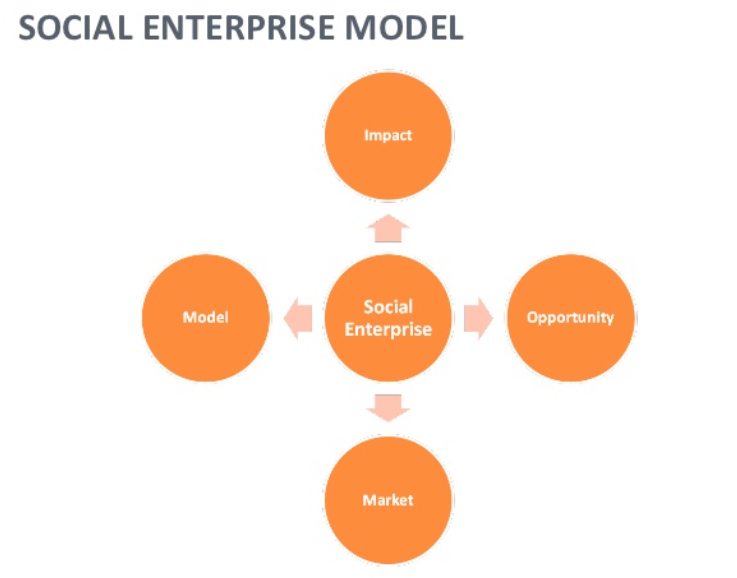 SOCIAL ENTERPRISE MODEL
Impact
Model
Social
Enterprise
Opportunity
Market